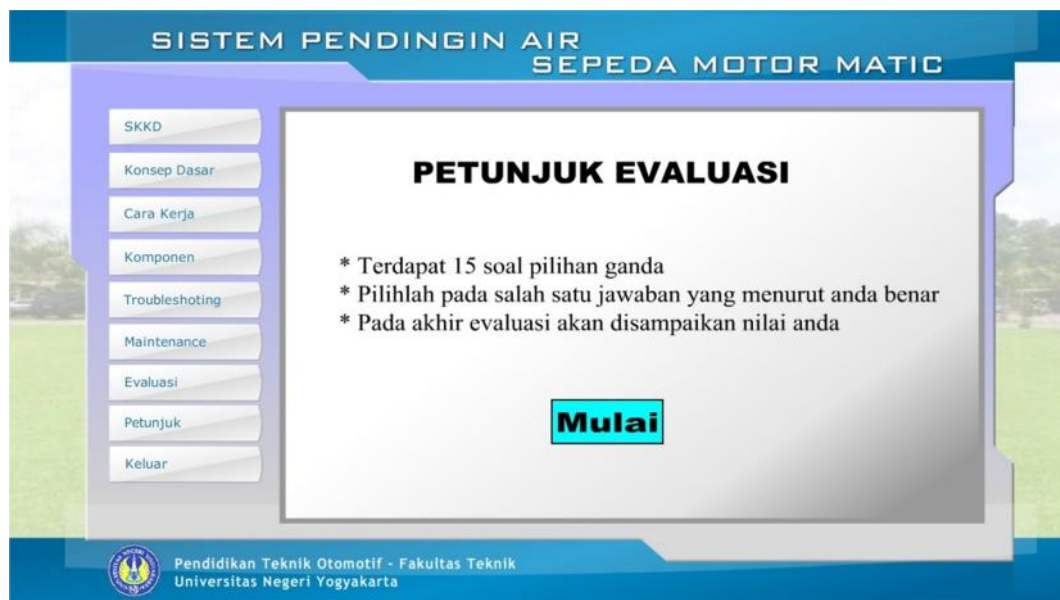 SISTEM PENDINGIN AIR
SEPEDA MOTOR MATIC
SKKD
Konsep Dasar
Cara Kerja
Komponen
Troubleshoting
Maintenance
Evaluasi
Petunjuk
Keluar
PETUNJUK EVALUASI
* Terdapat 15 soal pilihan ganda
* Pilihlah pada salah satu jawaban yang menurut anda benar
* Pada akhir evaluasi akan disampaikan nilai anda
Mulai
Pendidikan Teknik Otomotif - Fakultas Teknik
Universitas Negeri Yogyakarta